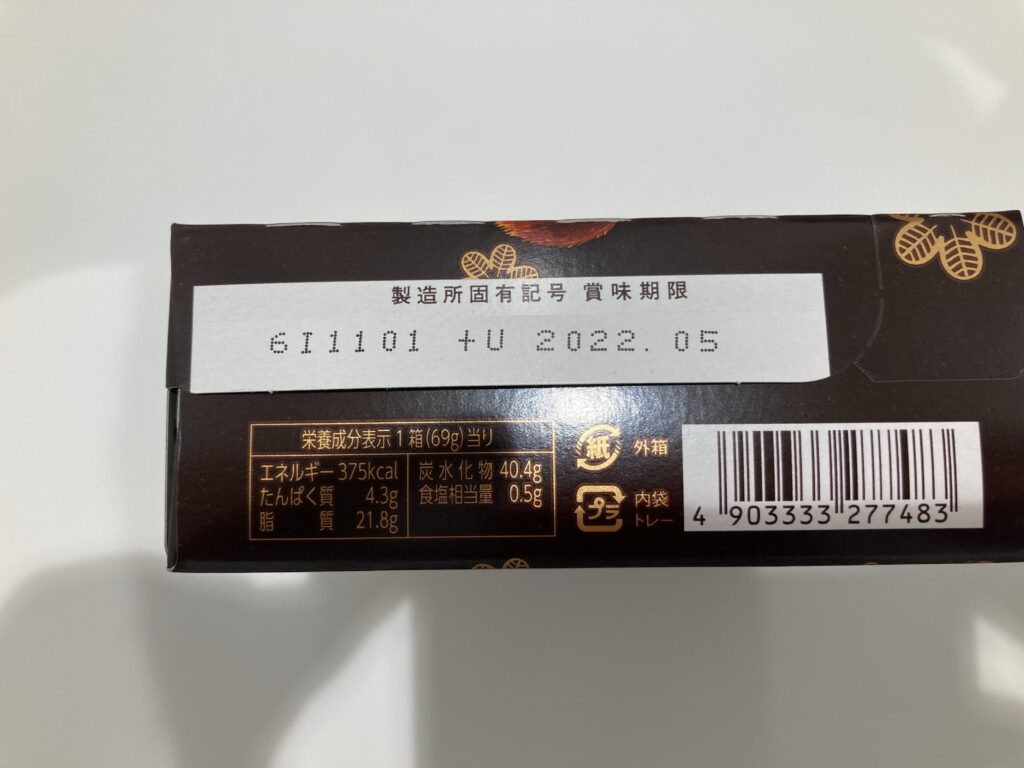 製造所固有記号 賞味期限
6I1101 +U 2022.05
栄養成分表示1箱(69g)当り
エネルギー 375kcal
たんぱく質 4.3g
脂質 21.8g
炭水化物 40.4g
食塩相当量 0.5g
紙 外箱
プラ 内袋
トレー
4 903333 277483